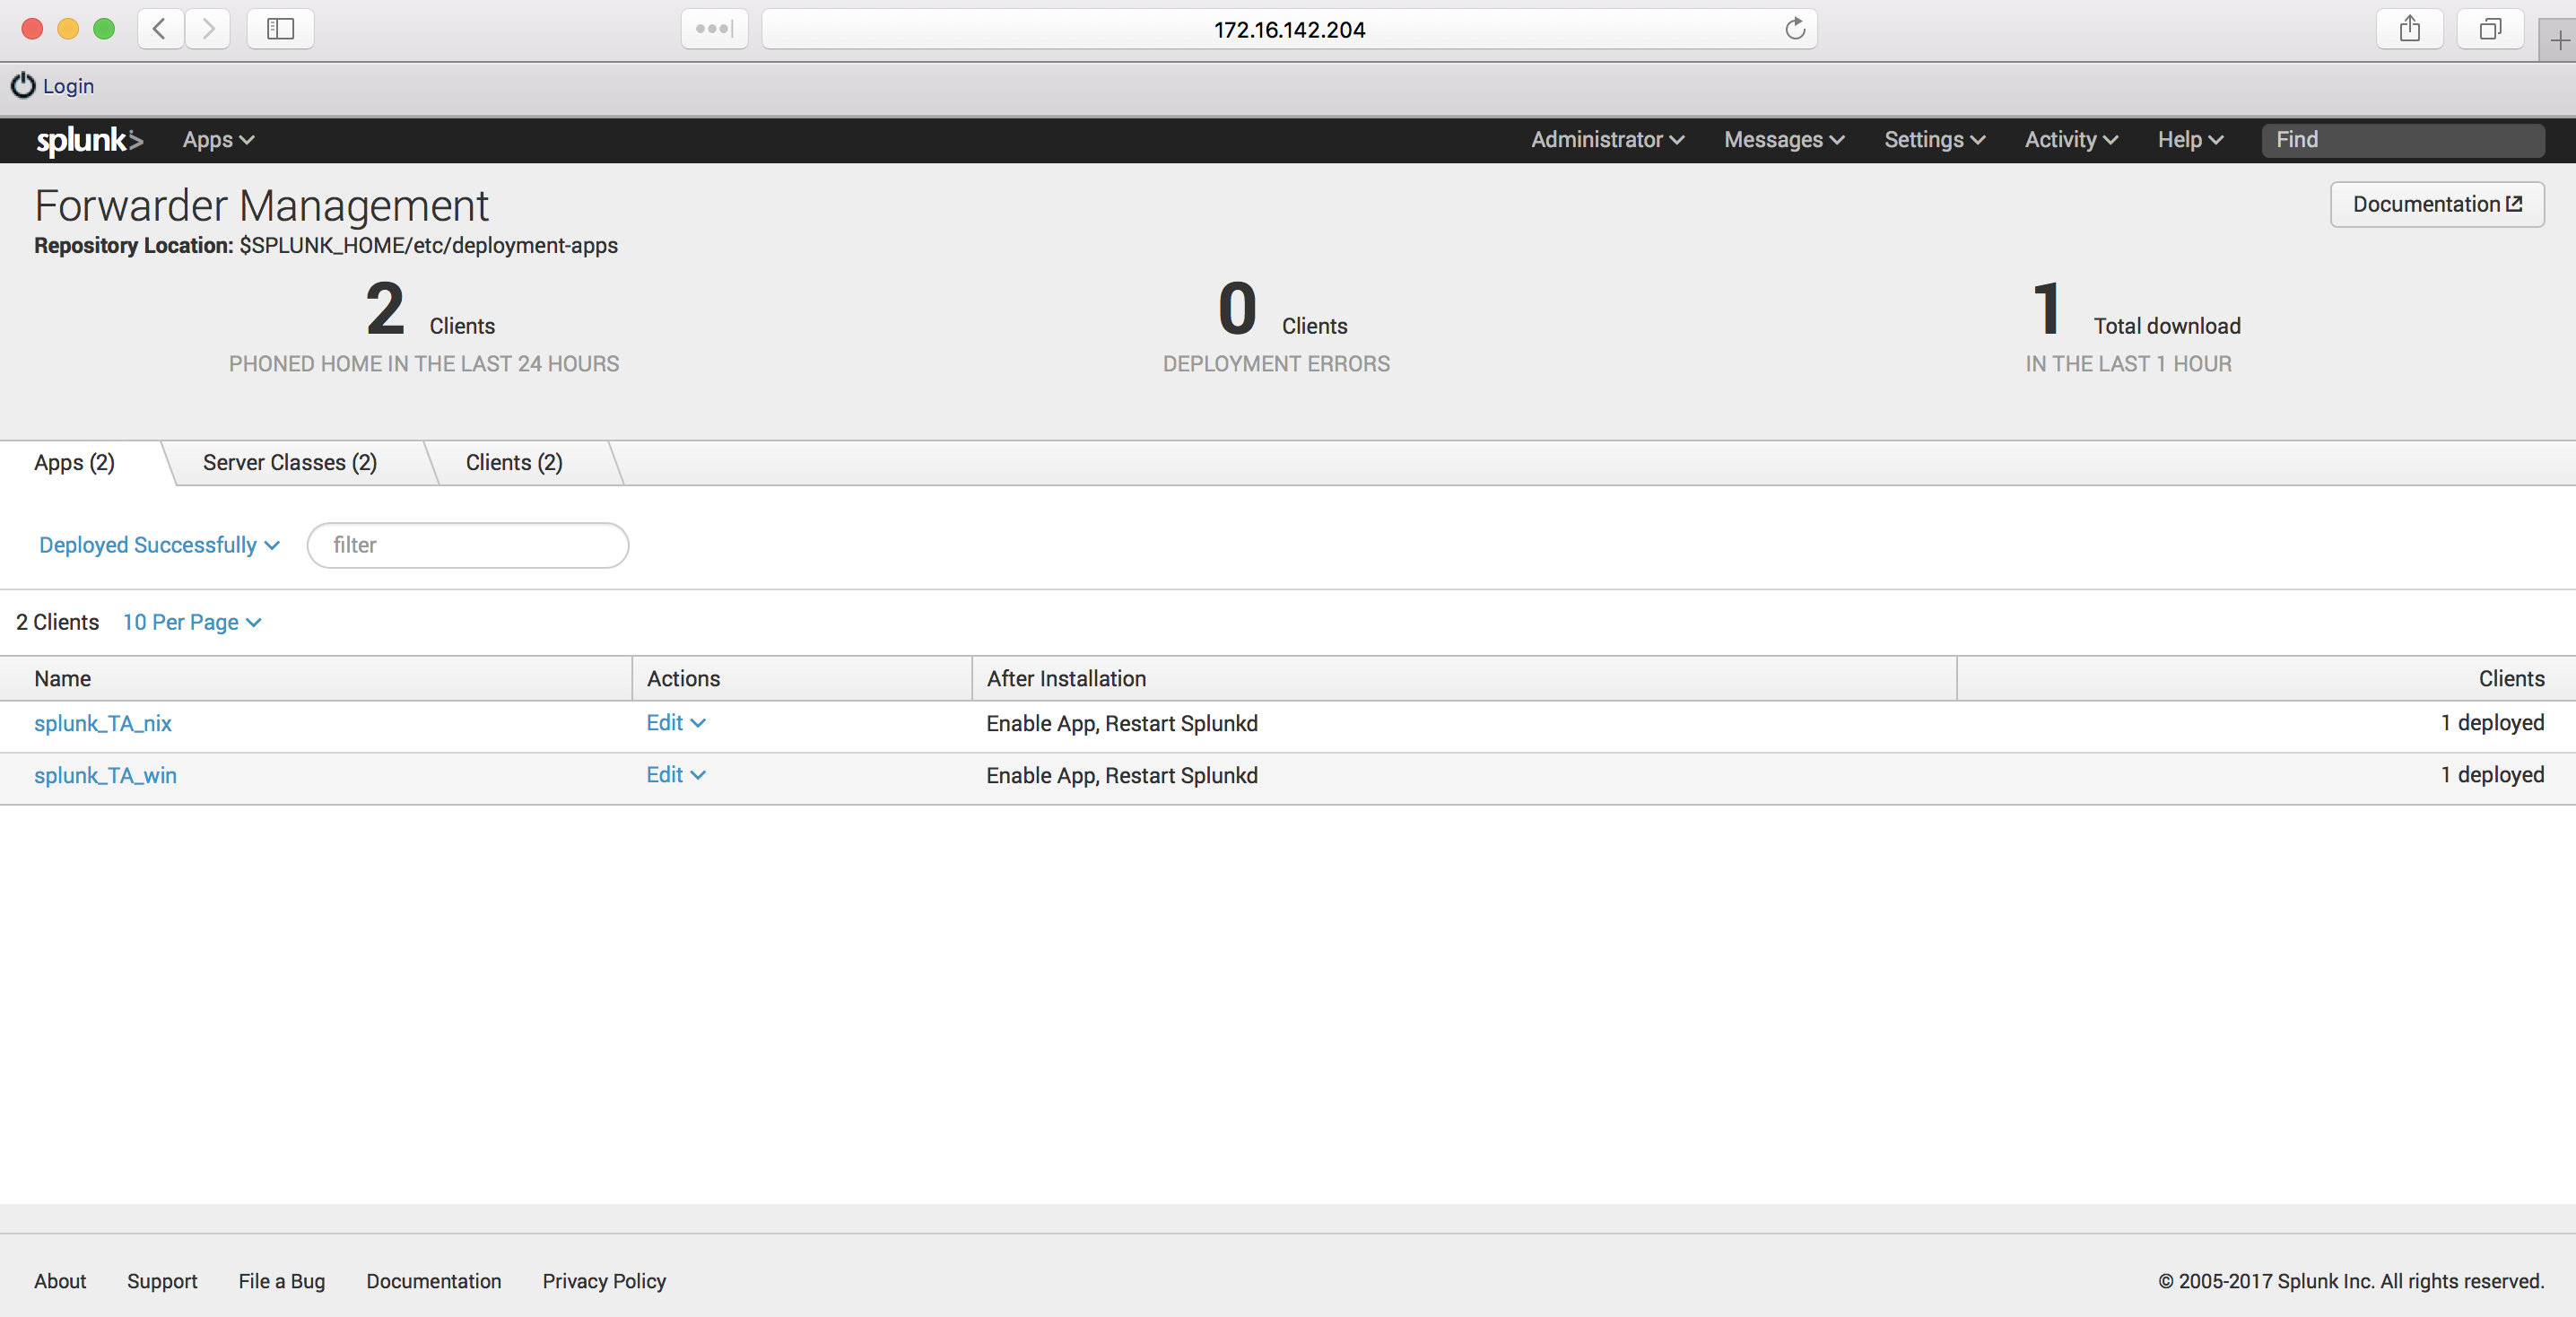 172.16.142.204
Login
splunk> Apps Administrator Messages Settings Activity Help Find
Forwarder Management Documentation
Repository Location: $SPLUNK_HOME/etc/deployment-apps
2 Clients 0 Clients 1 Total download
PHONED HOME IN THE LAST 24 HOURS DEPLOYMENT ERRORS IN THE LAST 1 HOUR
Apps (2) Server Classes (2) Clients (2)
Deployed Successfully filter
2 Clients 10 Per Page
Name Actions After Installation Clients
splunk_TA_nix Edit Enable App, Restart Splunkd 1 deployed
splunk_TA_win Edit Enable App, Restart Splunkd 1 deployed
About Support File a Bug Documentation Privacy Policy © 2005-2017 Splunk Inc. All rights reserved.